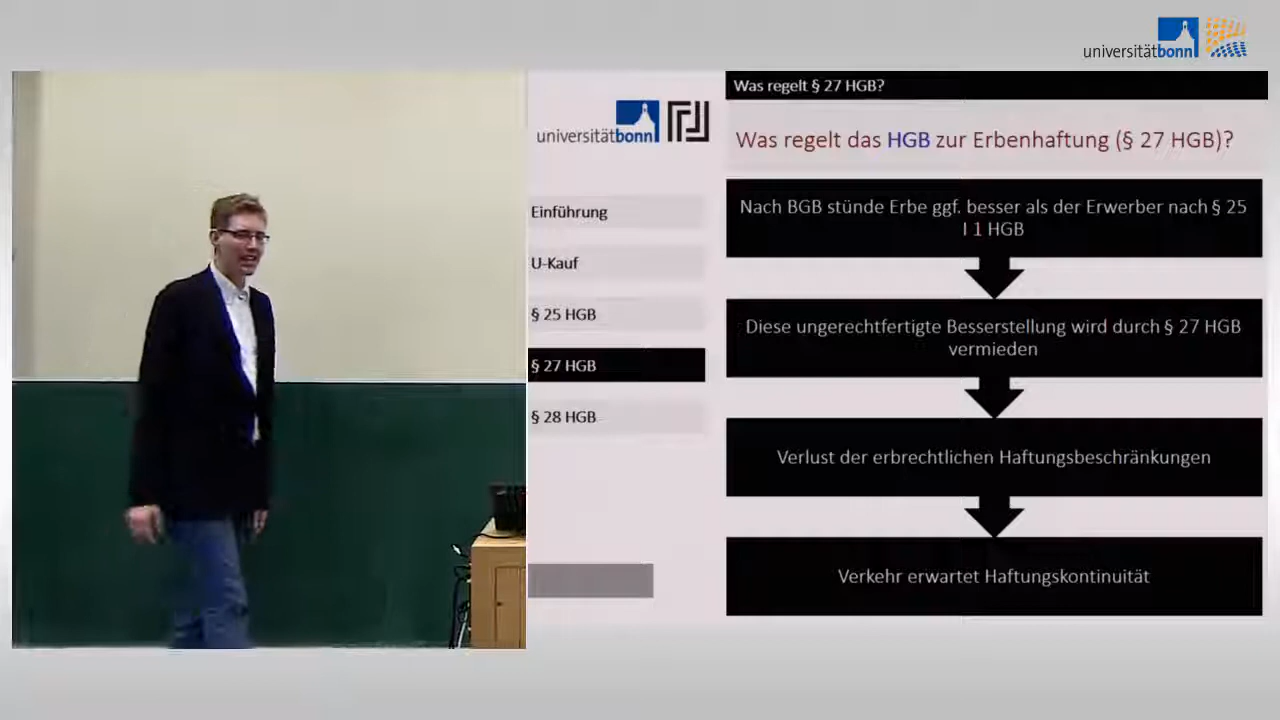 universitätbonn
Was regelt § 27 HGB?
universitätbonn
Was regelt das HGB zur Erbenhaftung (§ 27 HGB)?
Einführung
U-Kauf
§ 25 HGB
§ 27 HGB
§ 28 HGB
Nach BGB stünde Erbe ggf. besser als der Erwerber nach § 25
I 1 HGB
Diese ungerechtfertigte Besserstellung wird durch § 27 HGB
vermieden
Verlust der erbrechtlichen Haftungsbeschränkungen
Verkehr erwartet Haftungskontinuität